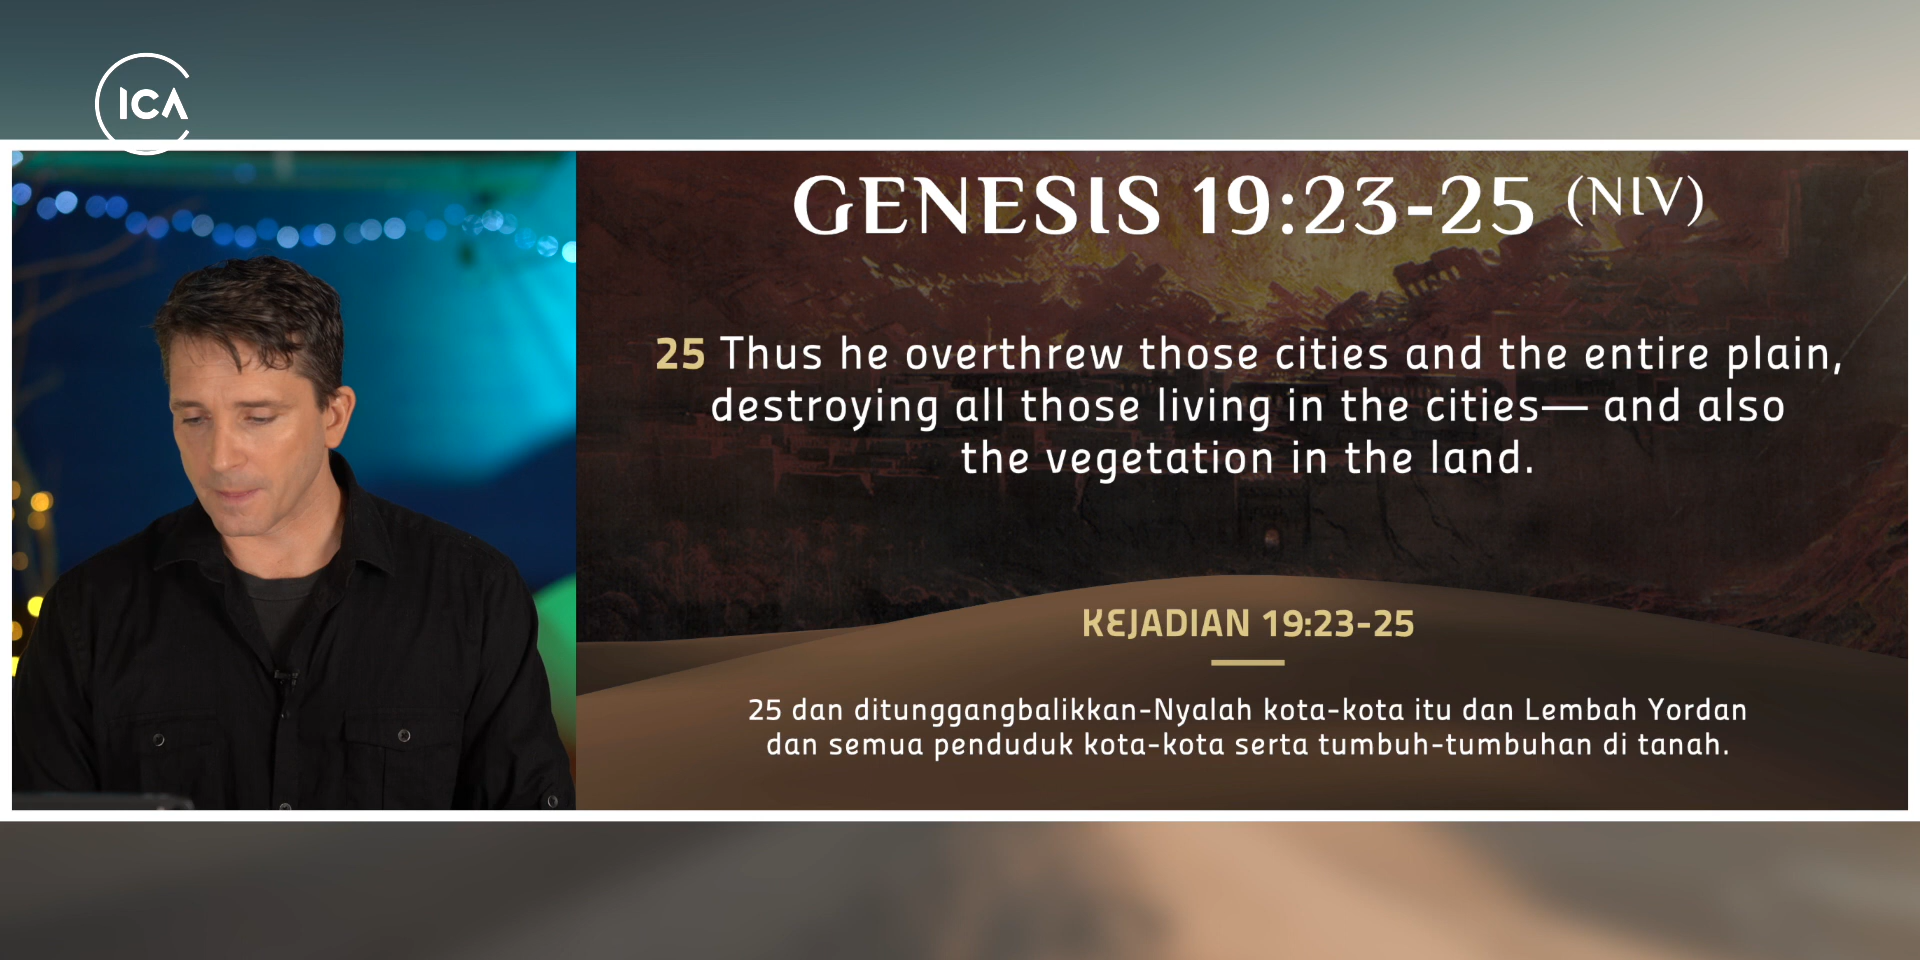 ICA
GENESIS 19:23-25 (NIV)
25 Thus he overthrew those cities and the entire plain,
destroying all those living in the cities— and also
the vegetation in the land.
KEJADIAN 19:23-25
25 dan ditunggangbalikkan-Nyalah kota-kota itu dan Lembah Yordan
dan semua penduduk kota-kota serta tumbuh-tumbuhan di tanah.